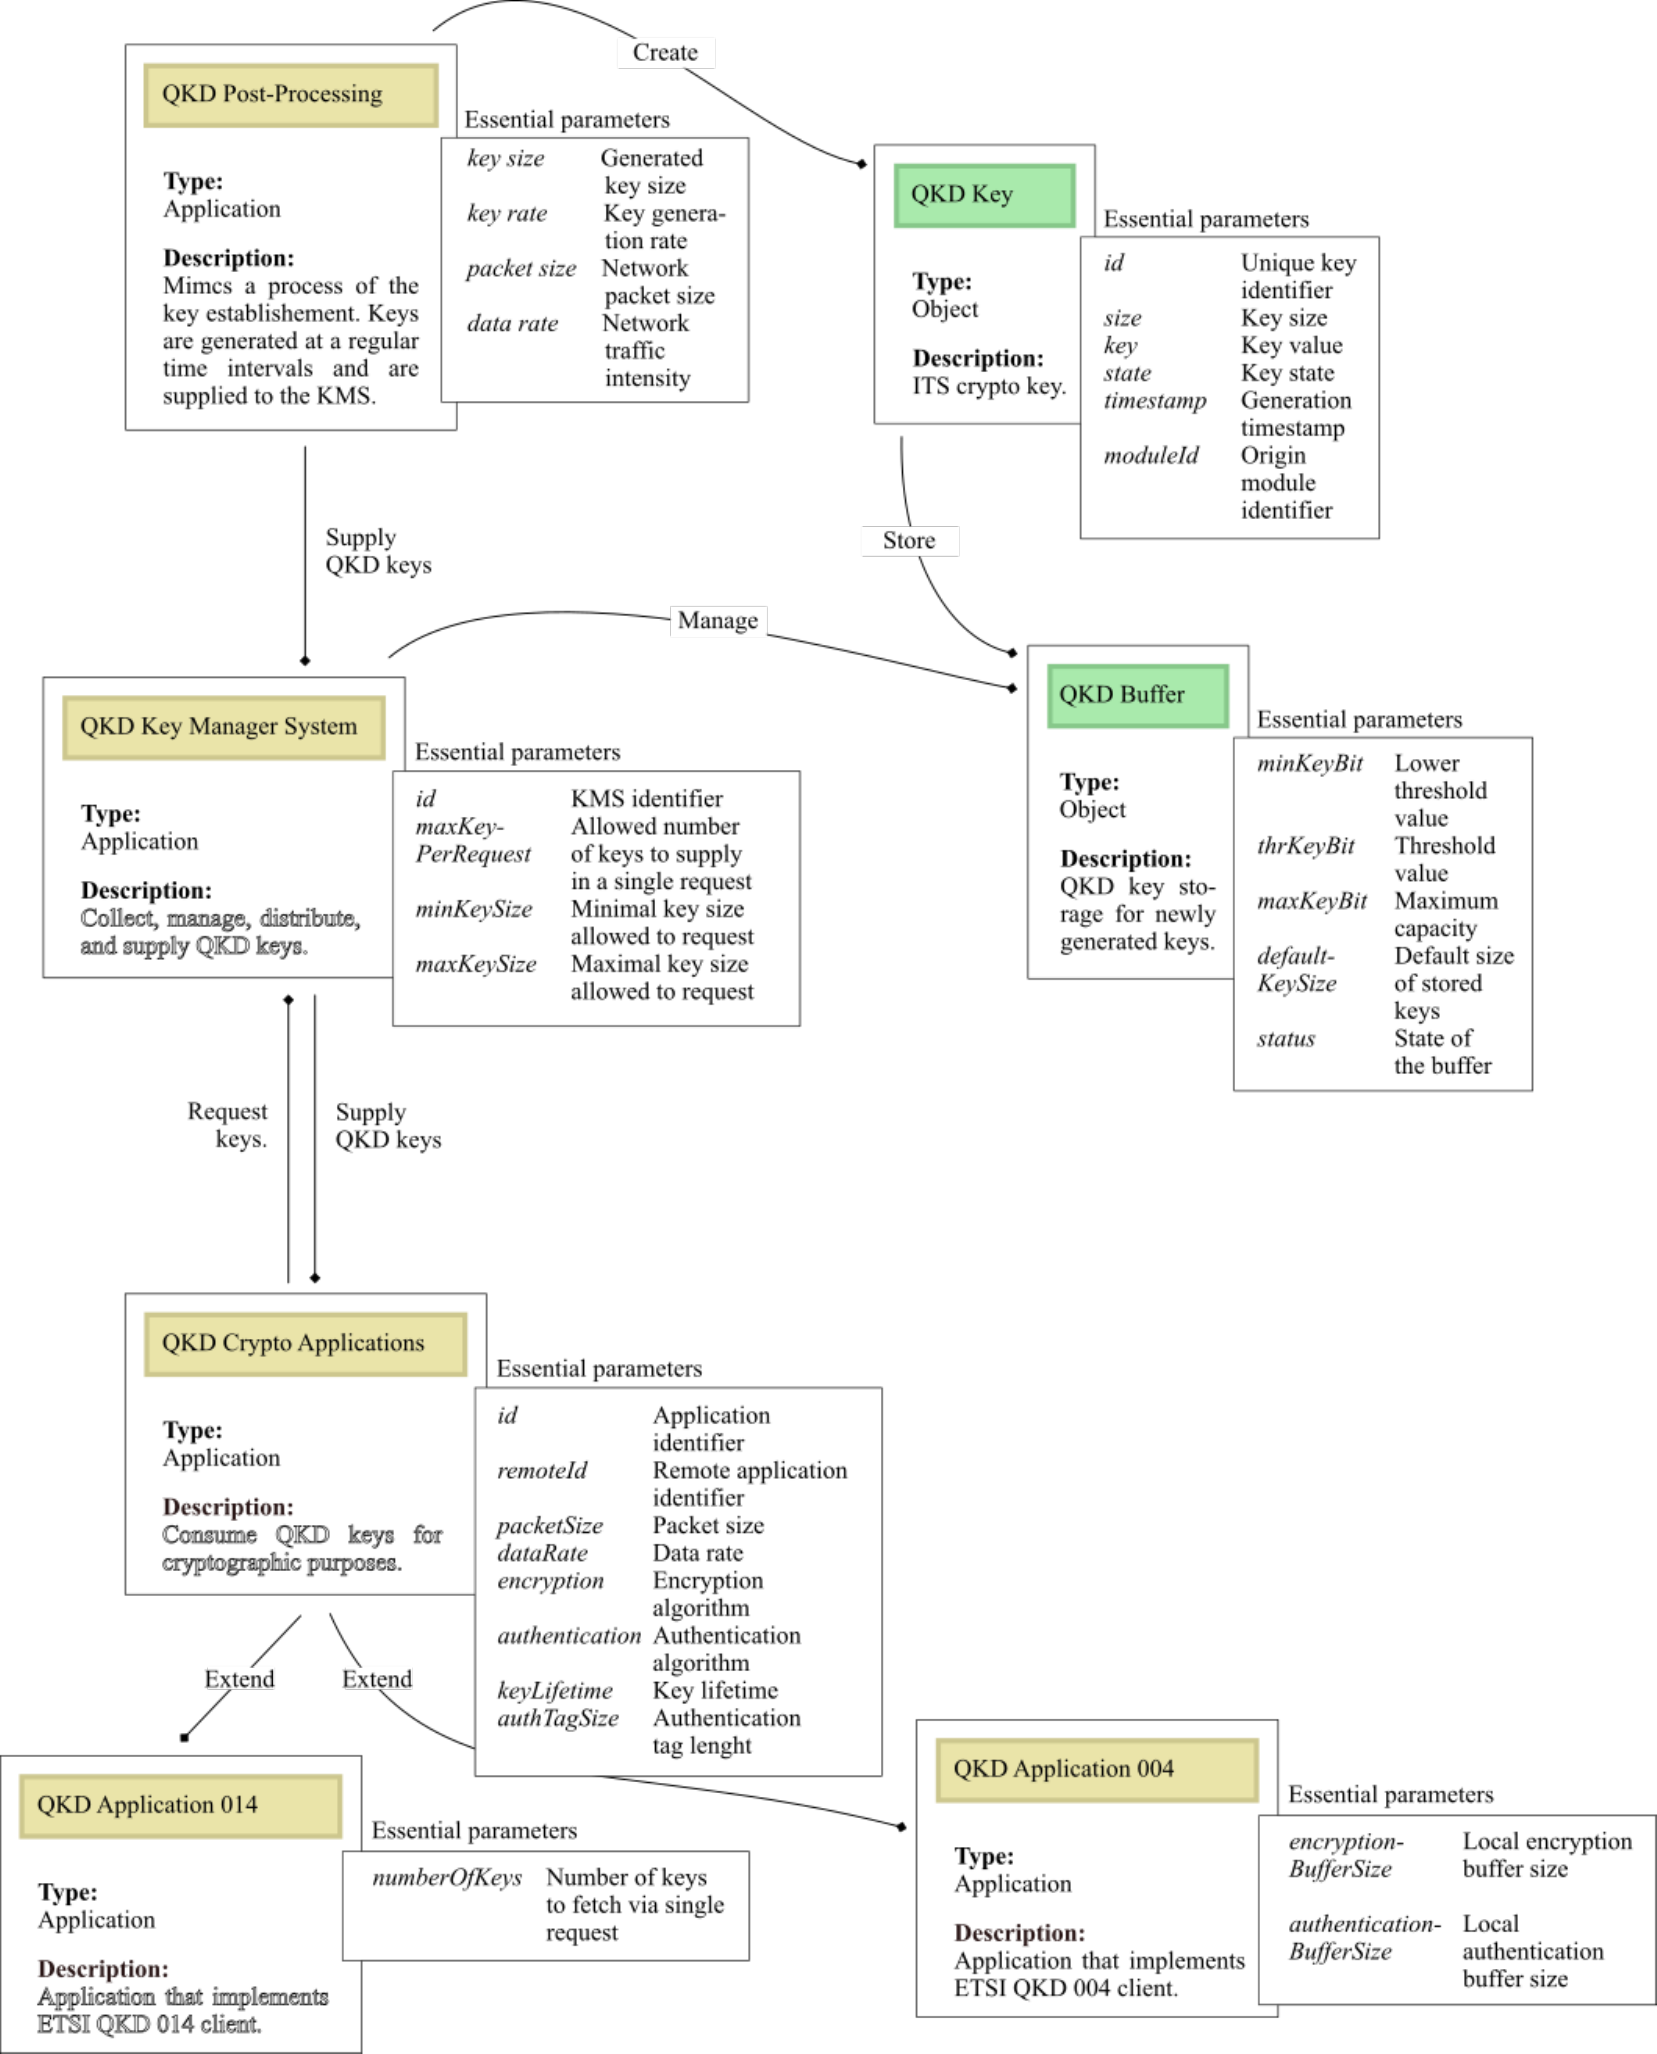 Create
QKD Post-Processing
Type:
Application
Description:
Mimcs a process of the
key establishement. Keys
are generated at a regular
time intervals and are
supplied to the KMS.
Essential parameters
key size Generated
key size
key rate Key genera-
tion rate
packet size Network
packet size
data rate Network
traffic
intensity
QKD Key
Type:
Object
Description:
ITS crypto key.
Essential parameters
id Unique key
identifier
size Key size
key Key value
state Key state
timestamp Generation
timestamp
moduleId Origin
module
identifier
Supply
QKD keys
Store
Manage
QKD Key Manager System
Type:
Application
Description:
Collect, manage, distribute,
and supply QKD keys.
Essential parameters
id KMS identifier
maxKey- Allowed number
PerRequest of keys to supply
in a single request
minKeySize Minimal key size
allowed to request
maxKeySize Maximal key size
allowed to request
QKD Buffer
Type:
Object
Description:
QKD key sto-
rage for newly
generated keys.
Essential parameters
minKeyBit Lower
threshold
value
thrKeyBit Threshold
value
maxKeyBit Maximum
capacity
default- Default size
KeySize of stored
keys
status State of
the buffer
Request
keys.
Supply
QKD keys
QKD Crypto Applications
Type:
Application
Description:
Consume QKD keys for
cryptographic purposes.
Essential parameters
id Application
identifier
remoteId Remote application
identifier
packetSize Packet size
dataRate Data rate
encryption Encryption
algorithm
authentication Authentication
algorithm
keyLifetime Key lifetime
authTagSize Authentication
tag lenght
Extend
Extend
QKD Application 014
Type:
Application
Description:
Application that implements
ETSI QKD 014 client.
Essential parameters
numberOfKeys Number of keys
to fetch via single
request
QKD Application 004
Type:
Application
Description:
Application that implements
ETSI QKD 004 client.
Essential parameters
encryption- Local encryption
BufferSize buffer size
authentication- Local
BufferSize authentication
buffer size